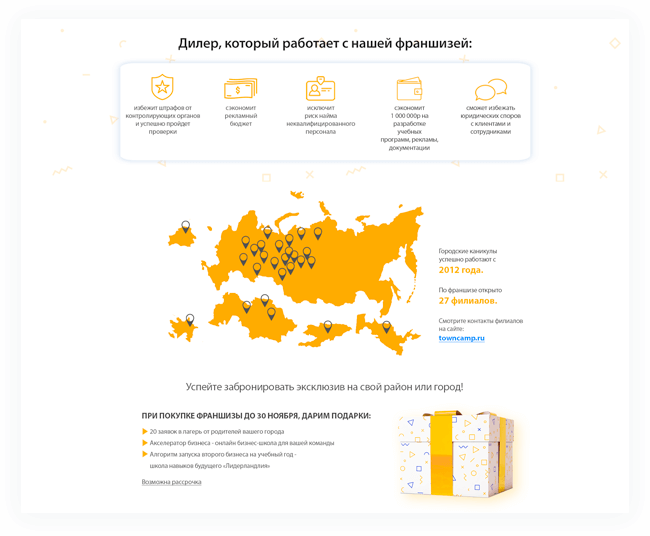 Дилер, который работает с нашей франшизей:
избежит штрафов от
контролирующих органов
и успешно пройдет
проверки
сэкономит
рекламный
бюджет
исключит
риск найма
неквалифицированного
персонала
сэкономит
1 000 000р на
разработке
учебных
программ, рекламы,
документации
сможет избежать
юридических споров
с клиентами и
сотрудниками
Городские каникулы
успешно работают с
2012 года.
По франшизе открыто
27 филиалов.
Смотрите контакты филиалов
на сайте:
towncamp.ru
Успейте забронировать эксклюзив на свой район или город!
ПРИ ПОКУПКЕ ФРАНШИЗЫ ДО 30 НОЯБРЯ, ДАРИМ ПОДАРКИ:
20 заявок в лагерь от родителей вашего города
Акселератор бизнеса - онлайн бизнес-школа для вашей команды
Алгоритм запуска второго бизнеса на учебный год -
школа навыков будущего «Лидерландия»
Возможна рассрочка